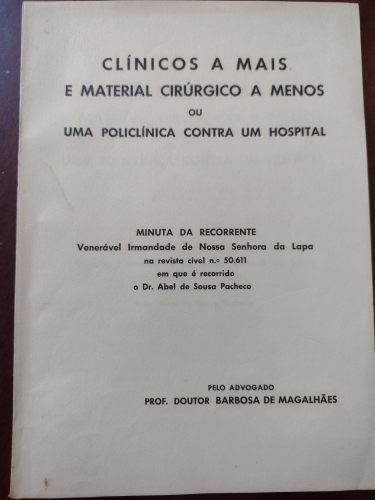 CLÍNICOS A MAIS
E MATERIAL CIRÚRGICO A MENOS
OU
UMA POLICLÍNICA CONTRA UM HOSPITAL
MINUTA DA RECORRENTE
Venerável Irmandade de Nossa Senhora da Lapa
na revista civel n.º 50.611
em que é recorrido
o Dr. Abel de Sousa Pacheco
PELO ADVOGADO
PROF. DOUTOR BARBOSA DE MAGALHÃES